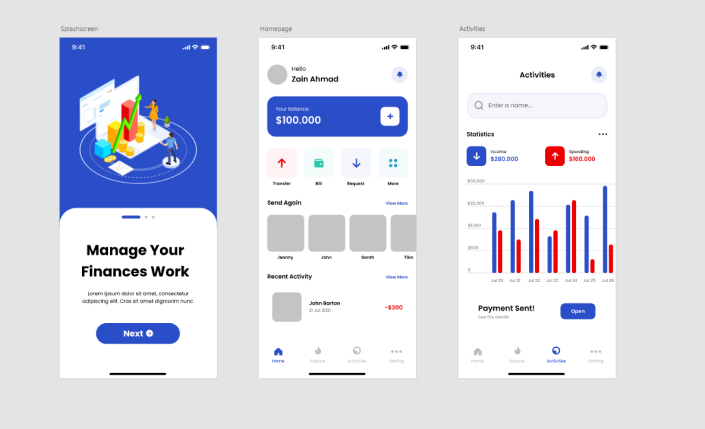 Splashscreen
9:41
Manage Your
Finances Work
Lorem ipsum dolor sit amet, consectetur
adipiscing elit. Cras sit amet dignissim nunc.
Next
Homepage
9:41
Hello
Zain Ahmad
Your Balance
$100.000
Transfer
Bill
Request
More
Send Again
View More
Jeanny
John
Sarah
Tika
Recent Activity
View More
John Barton
21 Jul, 2021
-$200
Home
Explore
Activities
Setting
Activities
9:41
Activities
Enter a name...
Statistics
Income
$280.000
Spending
$160.000
$50.000
$25.000
$1.000
$500
0
Jul 20
Jul 21
Jul 22
Jul 23
Jul 24
Jul 25
Jul 26
Payment Sent!
See the details
Open
Home
Explore
Activities
Setting